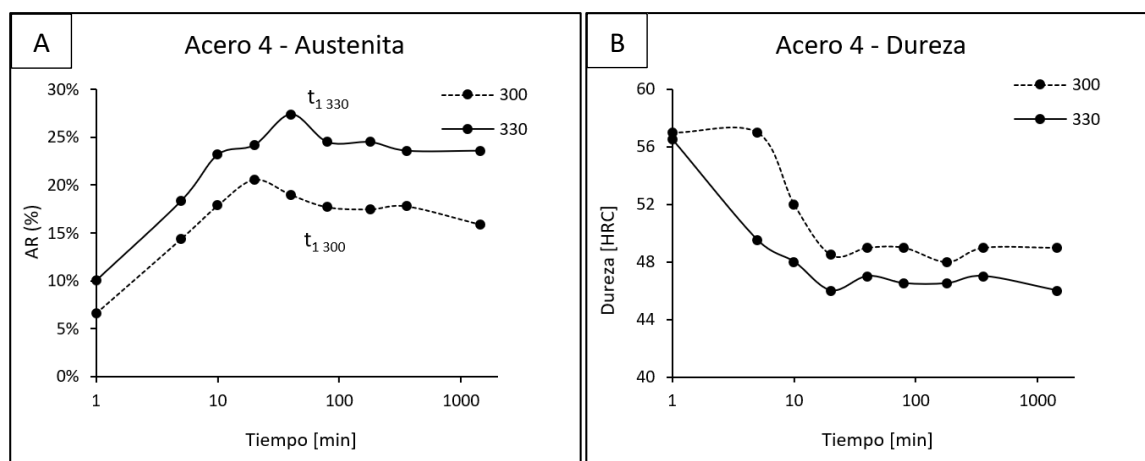 A
Acero 4 - Austenita
30%
25%
20%
15%
10%
5%
0%
AR (%)
t1 330
t1 300
300
330
1
10
100
1000
Tiempo [min]
B
Acero 4 - Dureza
60
56
52
48
44
40
Dureza [HRC]
300
330
1
10
100
1000
Tiempo [min]